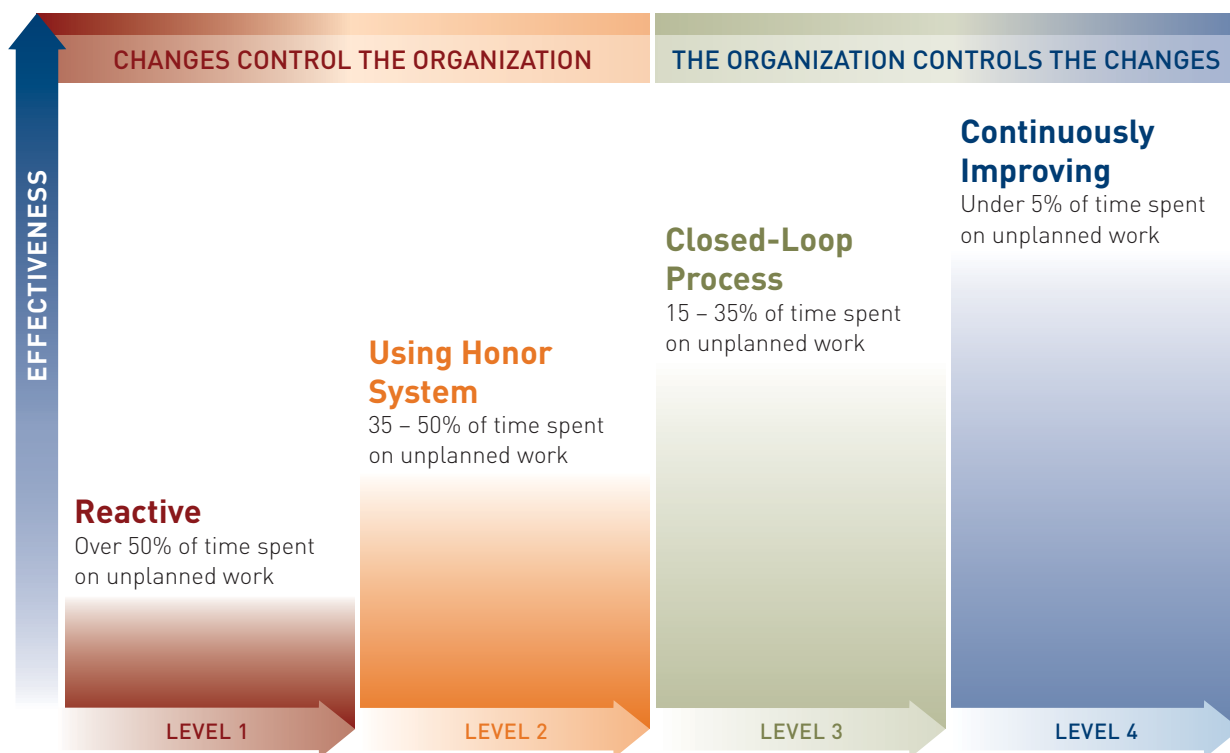 CHANGES CONTROL THE ORGANIZATION
THE ORGANIZATION CONTROLS THE CHANGES
EFFECTIVENESS
Reactive
Over 50% of time spent
on unplanned work
LEVEL 1
Using Honor
System
35 – 50% of time spent
on unplanned work
LEVEL 2
Closed-Loop
Process
15 – 35% of time spent
on unplanned work
LEVEL 3
Continuously
Improving
Under 5% of time spent
on unplanned work
LEVEL 4